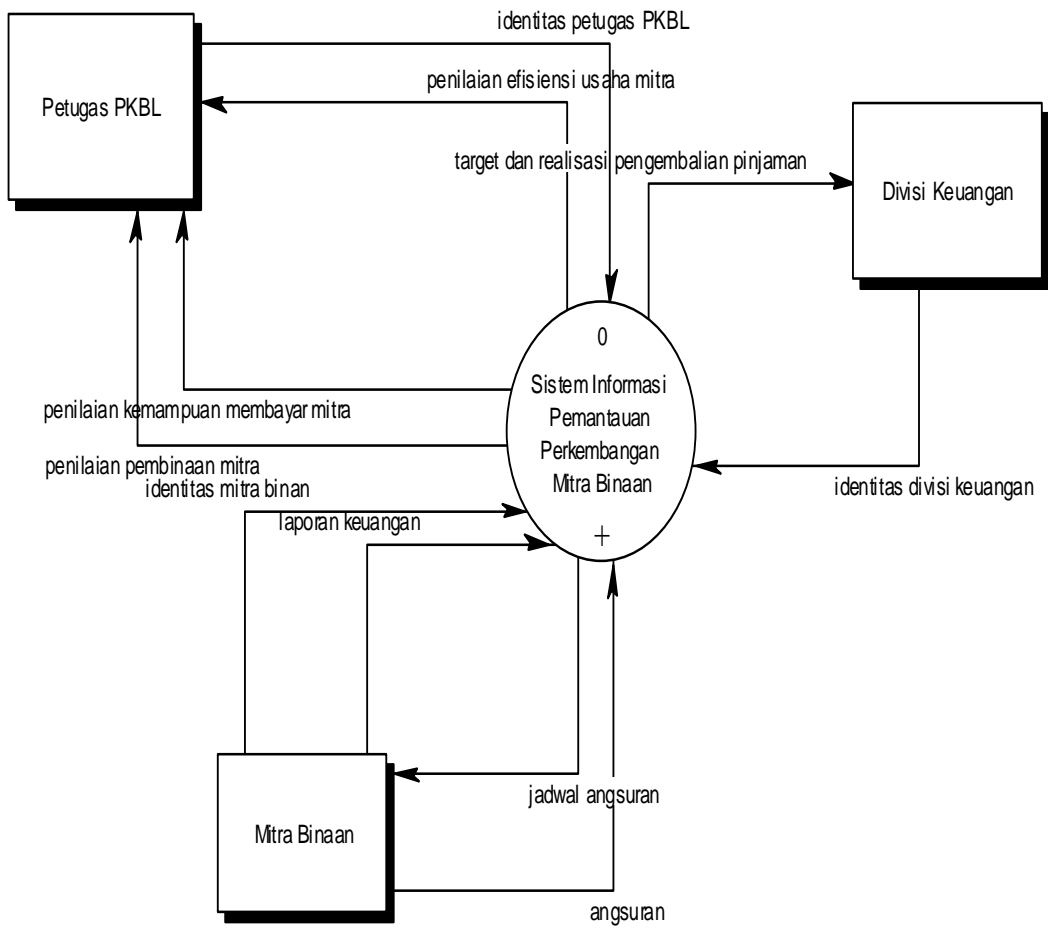 identitas petugas PKBL
penilaian efisiensi usaha mitra
Petugas PKBL
target dan realisasi pengembalian pinjaman
Divisi Keuangan
0
Sistem Informasi
Pemantauan
Perkembangan
Mitra Binaan
+
penilaian kemampuan membayar mitra
penilaian pembinaan mitra
identitas mitra binan
identitas divisi keuangan
laporan keuangan
jadwal angsuran
Mitra Binaan
angsuran